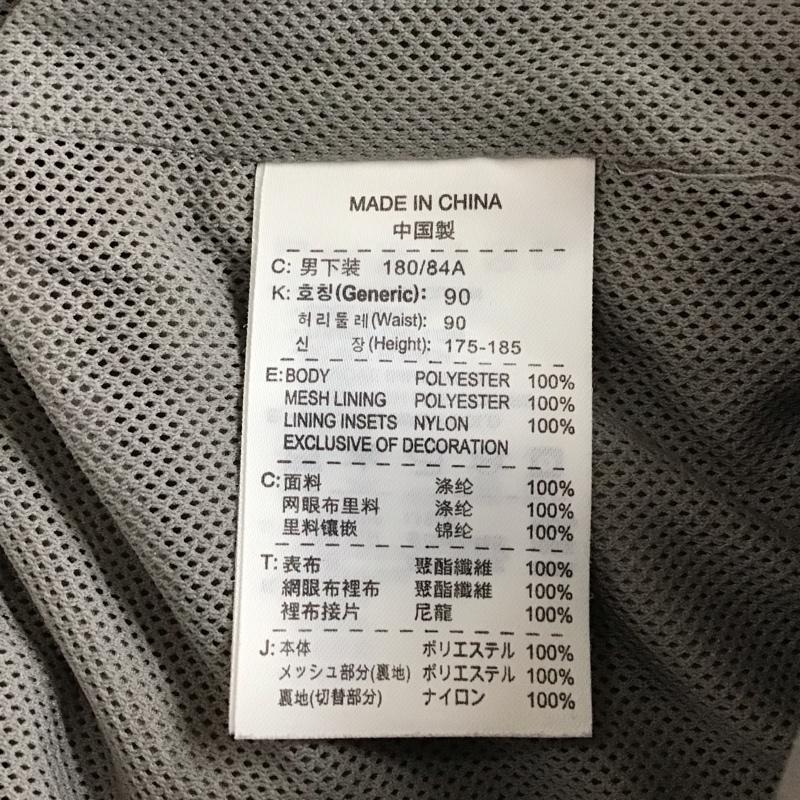 MADE IN CHINA
中国製
C: 男下装 180/84A
K: 호칭(Generic): 90
허리둘레(Waist): 90
신 장(Height): 175-185
E: BODY POLYESTER 100%
MESH LINING POLYESTER 100%
LINING INSETS NYLON 100%
EXCLUSIVE OF DECORATION
C: 面料 涤纶 100%
网眼布里料 涤纶 100%
里料镶嵌 锦纶 100%
T: 表布 聚酯纖維 100%
網眼布裡布 聚酯纖維 100%
裡布接片 尼龍 100%
J: 本体 ポリエステル 100%
メッシュ部分(裏地) ポリエステル 100%
裏地(切替部分) ナイロン 100%